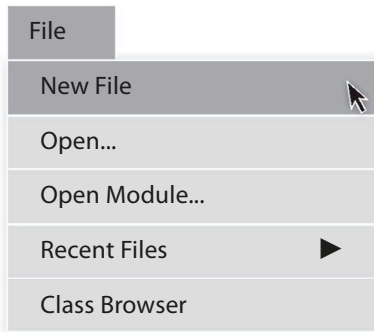 File
New File
Open...
Open Module...
Recent Files
Class Browser